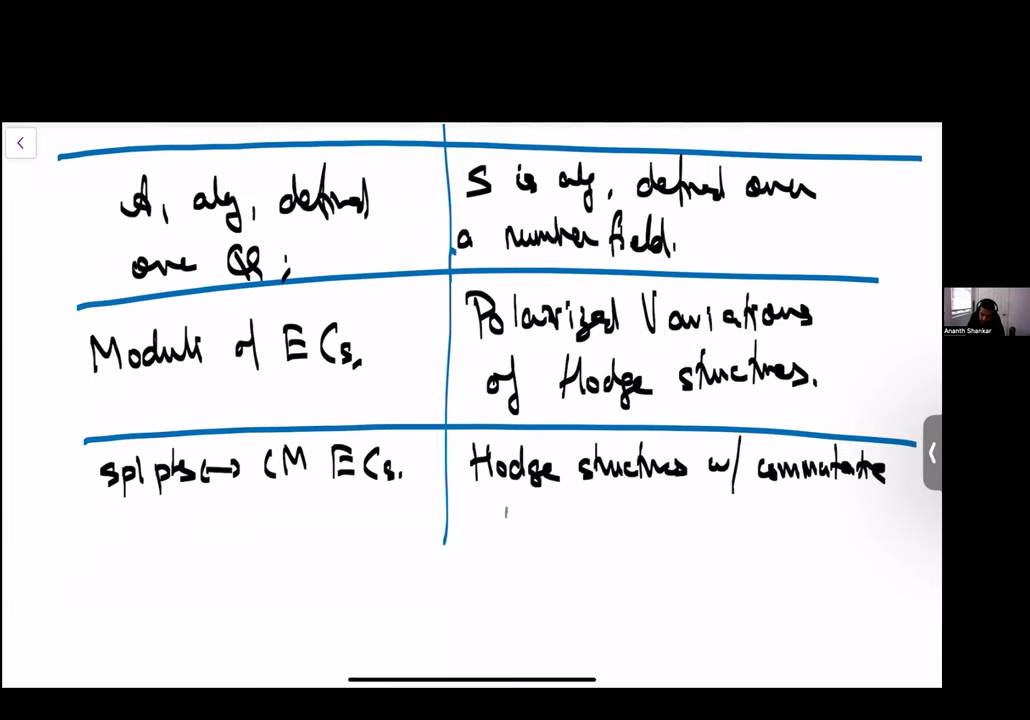 A, alg, defined
over Q;
S is alg, defined over
a number field.
Moduli of ECs.
Polarized Variations
of Hodge structures.
spl pts ↔ CM ECs.
Hodge structures w/ commutative
Ananth Shankar